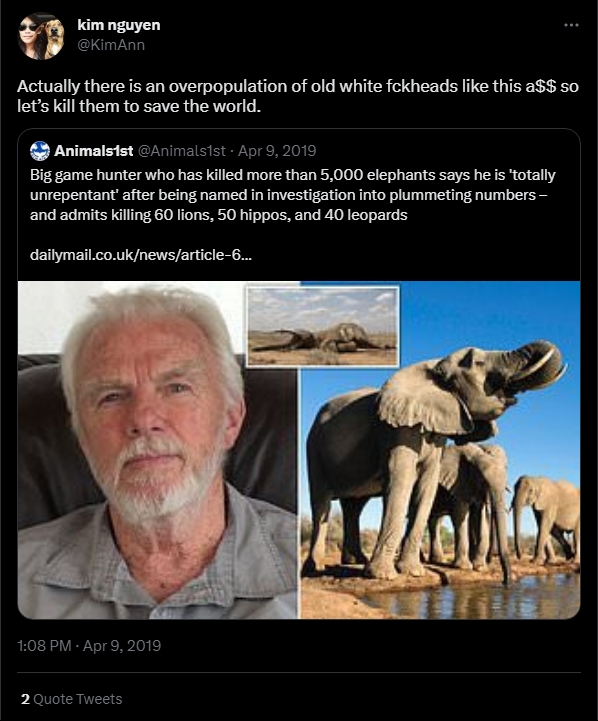 kim nguyen
@KimAnn
Actually there is an overpopulation of old white fckheads like this a$$ so
let’s kill them to save the world.
Animals1st @Animals1st · Apr 9, 2019
Big game hunter who has killed more than 5,000 elephants says he is 'totally
unrepentant' after being named in investigation into plummeting numbers –
and admits killing 60 lions, 50 hippos, and 40 leopards
dailymail.co.uk/news/article-6...
1:08 PM · Apr 9, 2019
2 Quote Tweets